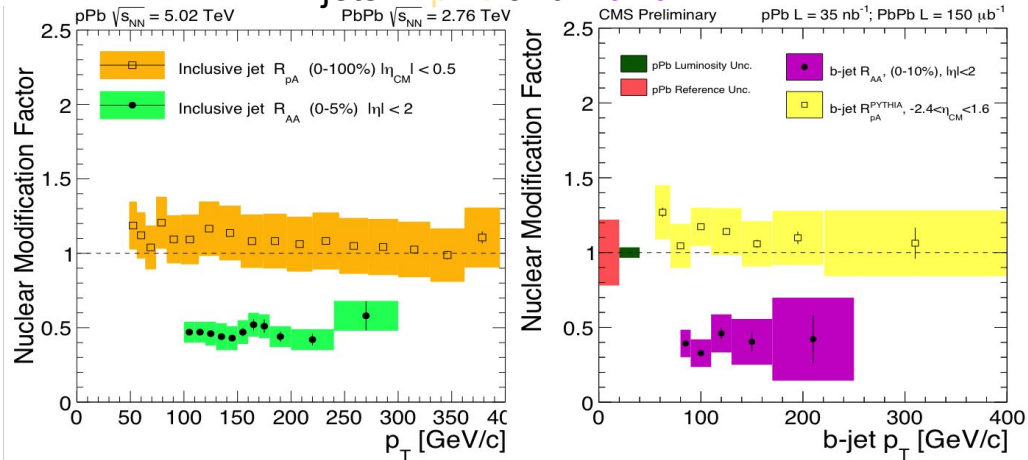 pPb √s_NN = 5.02 TeV PbPb √s_NN = 2.76 TeV
Inclusive jet R_pA (0-100%) |η_CM| < 0.5
Inclusive jet R_AA (0-5%) |η| < 2
Nuclear Modification Factor
2.5
2
1.5
1
0.5
0
0 50 100 150 200 250 300 350 40
p_T [GeV/c]
CMS Preliminary pPb L = 35 nb⁻¹; PbPb L = 150 μb⁻¹
pPb Luminosity Unc.
pPb Reference Unc.
b-jet R_AA, (0-10%), |η|<2
b-jet R_pA^PYTHIA, -2.4<η_CM<1.6
Nuclear Modification Factor
2.5
2
1.5
1
0.5
0
0 100 200 300 400
b-jet p_T [GeV/c]